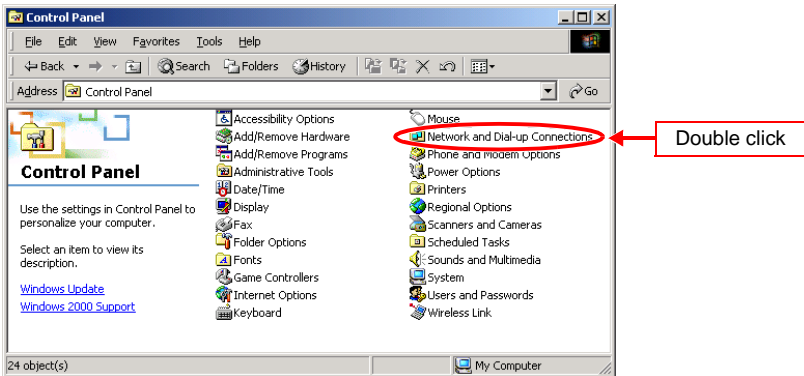 Control Panel
File Edit View Favorites Tools Help
Back Search Folders History
Address Control Panel Go
Control Panel
Use the settings in Control Panel to
personalize your computer.
Select an item to view its
description.
Windows Update
Windows 2000 Support
Accessibility Options
Add/Remove Hardware
Add/Remove Programs
Administrative Tools
Date/Time
Display
Fax
Folder Options
Fonts
Game Controllers
Internet Options
Keyboard
Mouse
Network and Dial-up Connections
Phone and Modem Options
Power Options
Printers
Regional Options
Scanners and Cameras
Scheduled Tasks
Sounds and Multimedia
System
Users and Passwords
Wireless Link
Double click
24 object(s) My Computer